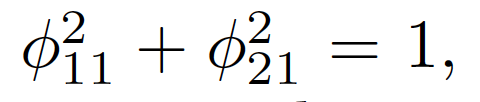 ϕ²₁₁ + ϕ²₂₁ = 1,